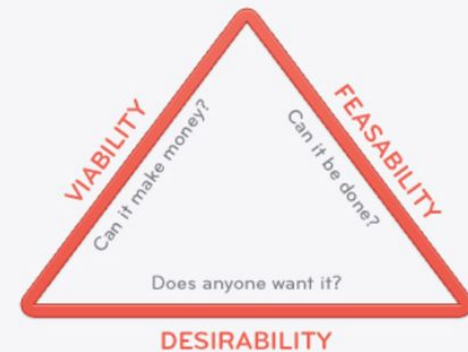 VIABILITY
Can it make money?
FEASABILITY
Can it be done?
Does anyone want it?
DESIRABILITY